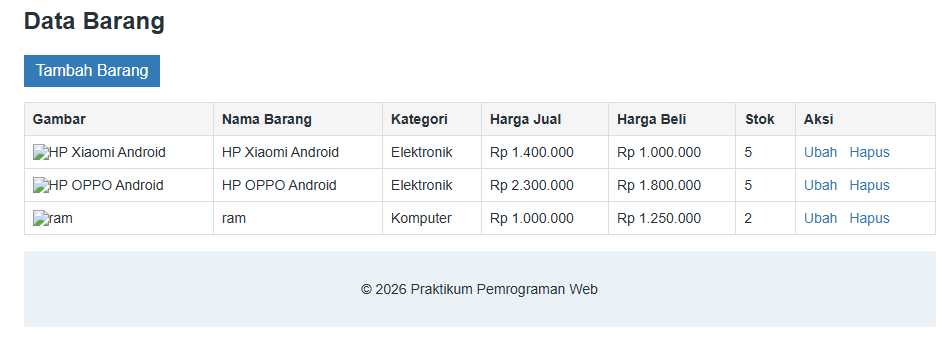 Data Barang
Tambah Barang
Gambar Nama Barang Kategori Harga Jual Harga Beli Stok Aksi
HP Xiaomi Android HP Xiaomi Android Elektronik Rp 1.400.000 Rp 1.000.000 5 Ubah Hapus
HP OPPO Android HP OPPO Android Elektronik Rp 2.300.000 Rp 1.800.000 5 Ubah Hapus
ram ram Komputer Rp 1.000.000 Rp 1.250.000 2 Ubah Hapus
© 2026 Praktikum Pemrograman Web